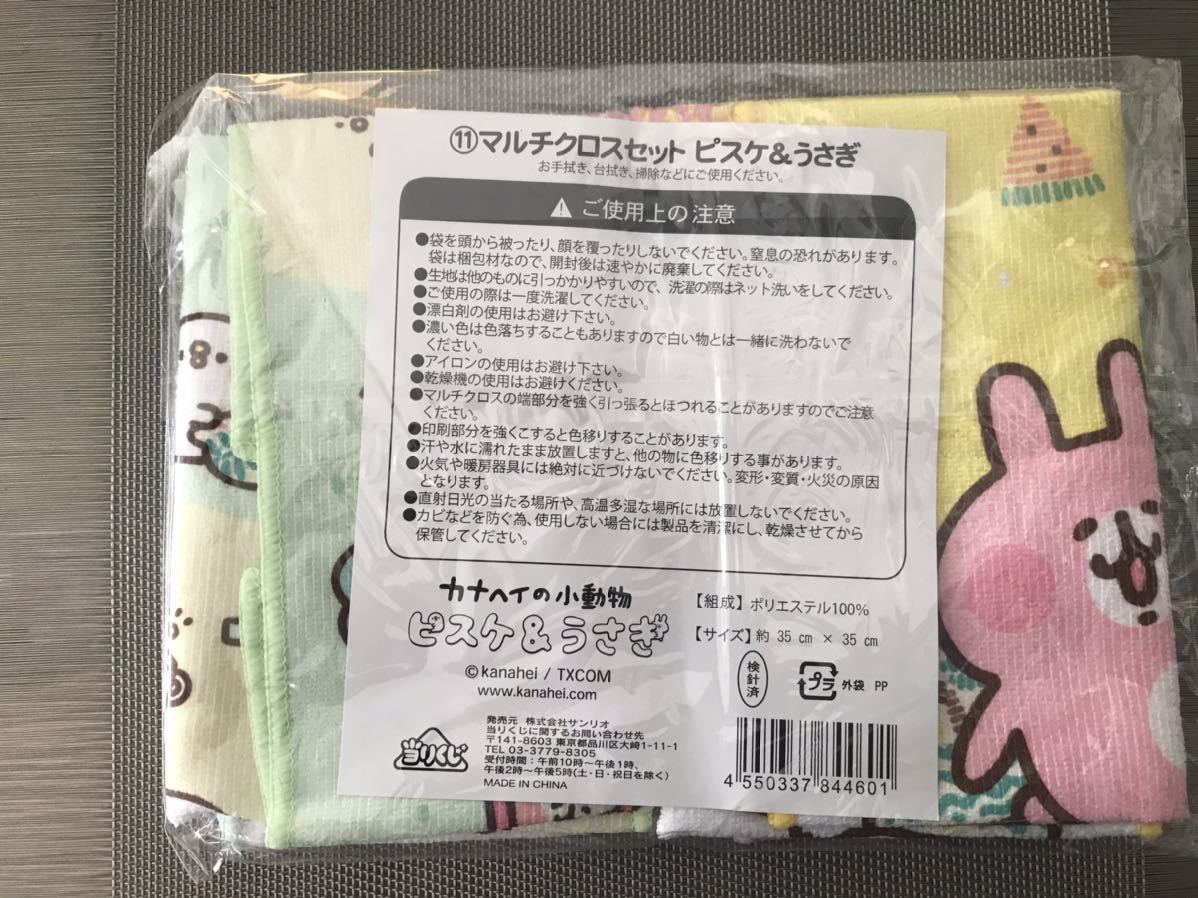 ⑪マルチクロスセット ピスケ&うさぎ
お手拭き、台拭き、掃除などにご使用ください。
ご使用上の注意
●袋を頭から被ったり、顔を覆ったりしないでください。窒息の恐れがあります。
袋は梱包材なので、開封後は速やかに廃棄してください。
●生地は他のものに引っかかりやすいので、洗濯の際はネット洗いをしてください。
●ご使用の際は一度洗濯してください。
●漂白剤の使用はお避け下さい。
●濃い色は色落ちすることもありますので白い物とは一緒に洗わないで
ください。
●アイロンの使用はお避け下さい。
●乾燥機の使用はお避けください。
●マルチクロスの端部分を強く引っ張るとほつれることがありますのでご注意
ください。
●印刷部分を強くこすると色移りすることがあります。
●汗や水に濡れたまま放置しますと、他の物に色移りする事があります。
●火気や暖房器具には絶対に近づけないでください。変形・変質・火災の原因
となります。
●直射日光の当たる場所や、高温多湿な場所には放置しないでください。
●カビなどを防ぐ為、使用しない場合には製品を清潔にし、乾燥させてから
保管してください。
カナヘイの小動物
ピスケ&うさぎ
©kanahei / TXCOM
www.kanahei.com
【組成】ポリエステル100%
【サイズ】約 35 cm × 35 cm
検針済
プラ 外袋 PP
当りくじ
発売元 株式会社サンリオ
当りくじに関するお問い合わせ先
〒141-8603 東京都品川区大崎1-11-1
TEL 03-3779-8305
受付時間：午前10時～午後1時、
午後2時～午後5時(土・日・祝日を除く)
MADE IN CHINA
4 550337 844601